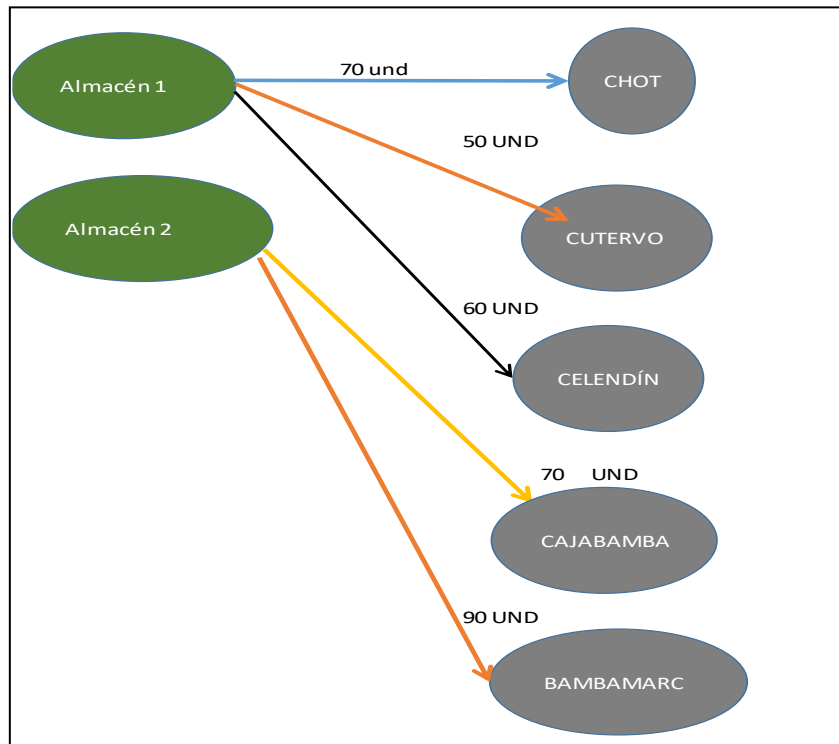 70 und
Almacén 1
CHOT
50 UND
Almacén 2
CUTERVO
60 UND
CELENDÍN
70 UND
CAJABAMBA
90 UND
BAMBAMARC